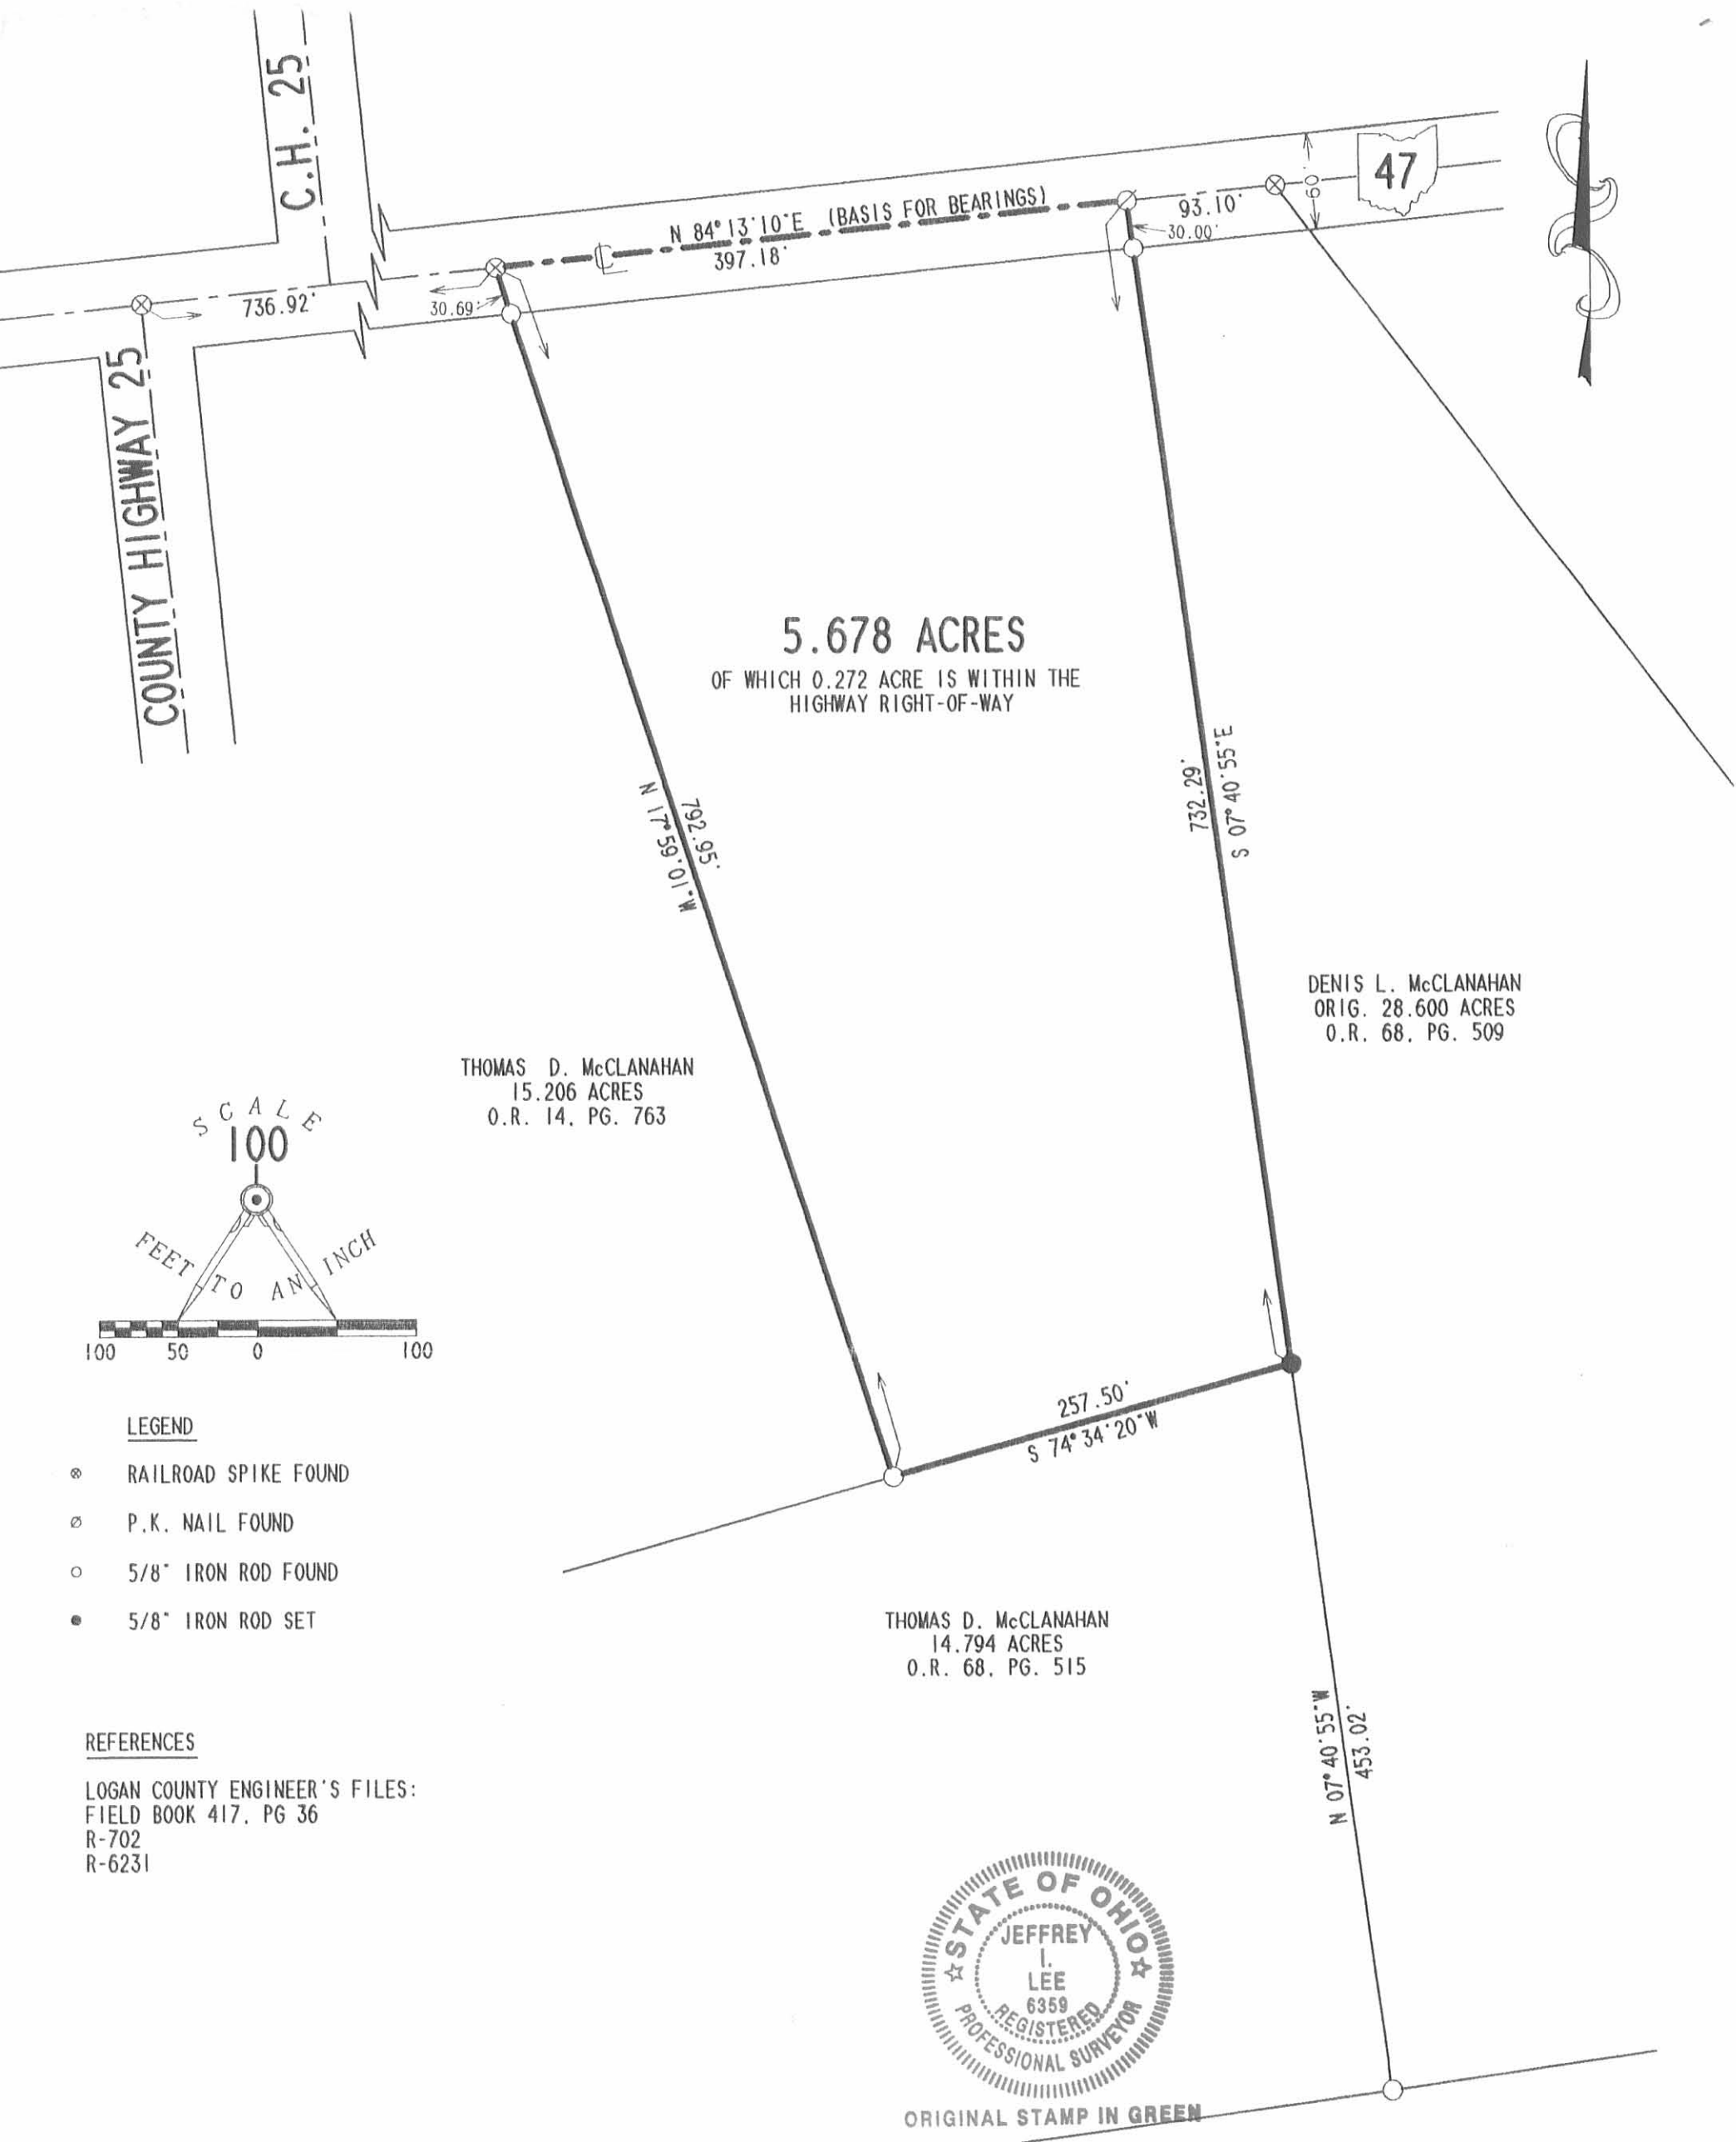 C.H. 25
COUNTY HIGHWAY 25
736.92'
30.69'
N 84°13'10"E (BASIS FOR BEARINGS)
397.18'
℄
93.10'
30.00'
60'
47
5.678 ACRES
OF WHICH 0.272 ACRE IS WITHIN THE
HIGHWAY RIGHT-OF-WAY
792.95'
N 17°59'01"W
732.29'
S 07°40'55"E
DENIS L. McCLANAHAN
ORIG. 28.600 ACRES
O.R. 68, PG. 509
THOMAS D. McCLANAHAN
15.206 ACRES
O.R. 14, PG. 763
SCALE
100
FEET TO AN INCH
100 50 0 100
257.50'
S 74°34'20"W
LEGEND
⊗ RAILROAD SPIKE FOUND
∅ P.K. NAIL FOUND
○ 5/8" IRON ROD FOUND
● 5/8" IRON ROD SET
THOMAS D. McCLANAHAN
14.794 ACRES
O.R. 68, PG. 515
N 07°40'55"W
453.02'
REFERENCES
LOGAN COUNTY ENGINEER'S FILES:
FIELD BOOK 417, PG 36
R-702
R-6231
STATE OF OHIO
JEFFREY
I.
LEE
6359
REGISTERED
PROFESSIONAL SURVEYOR
ORIGINAL STAMP IN GREEN